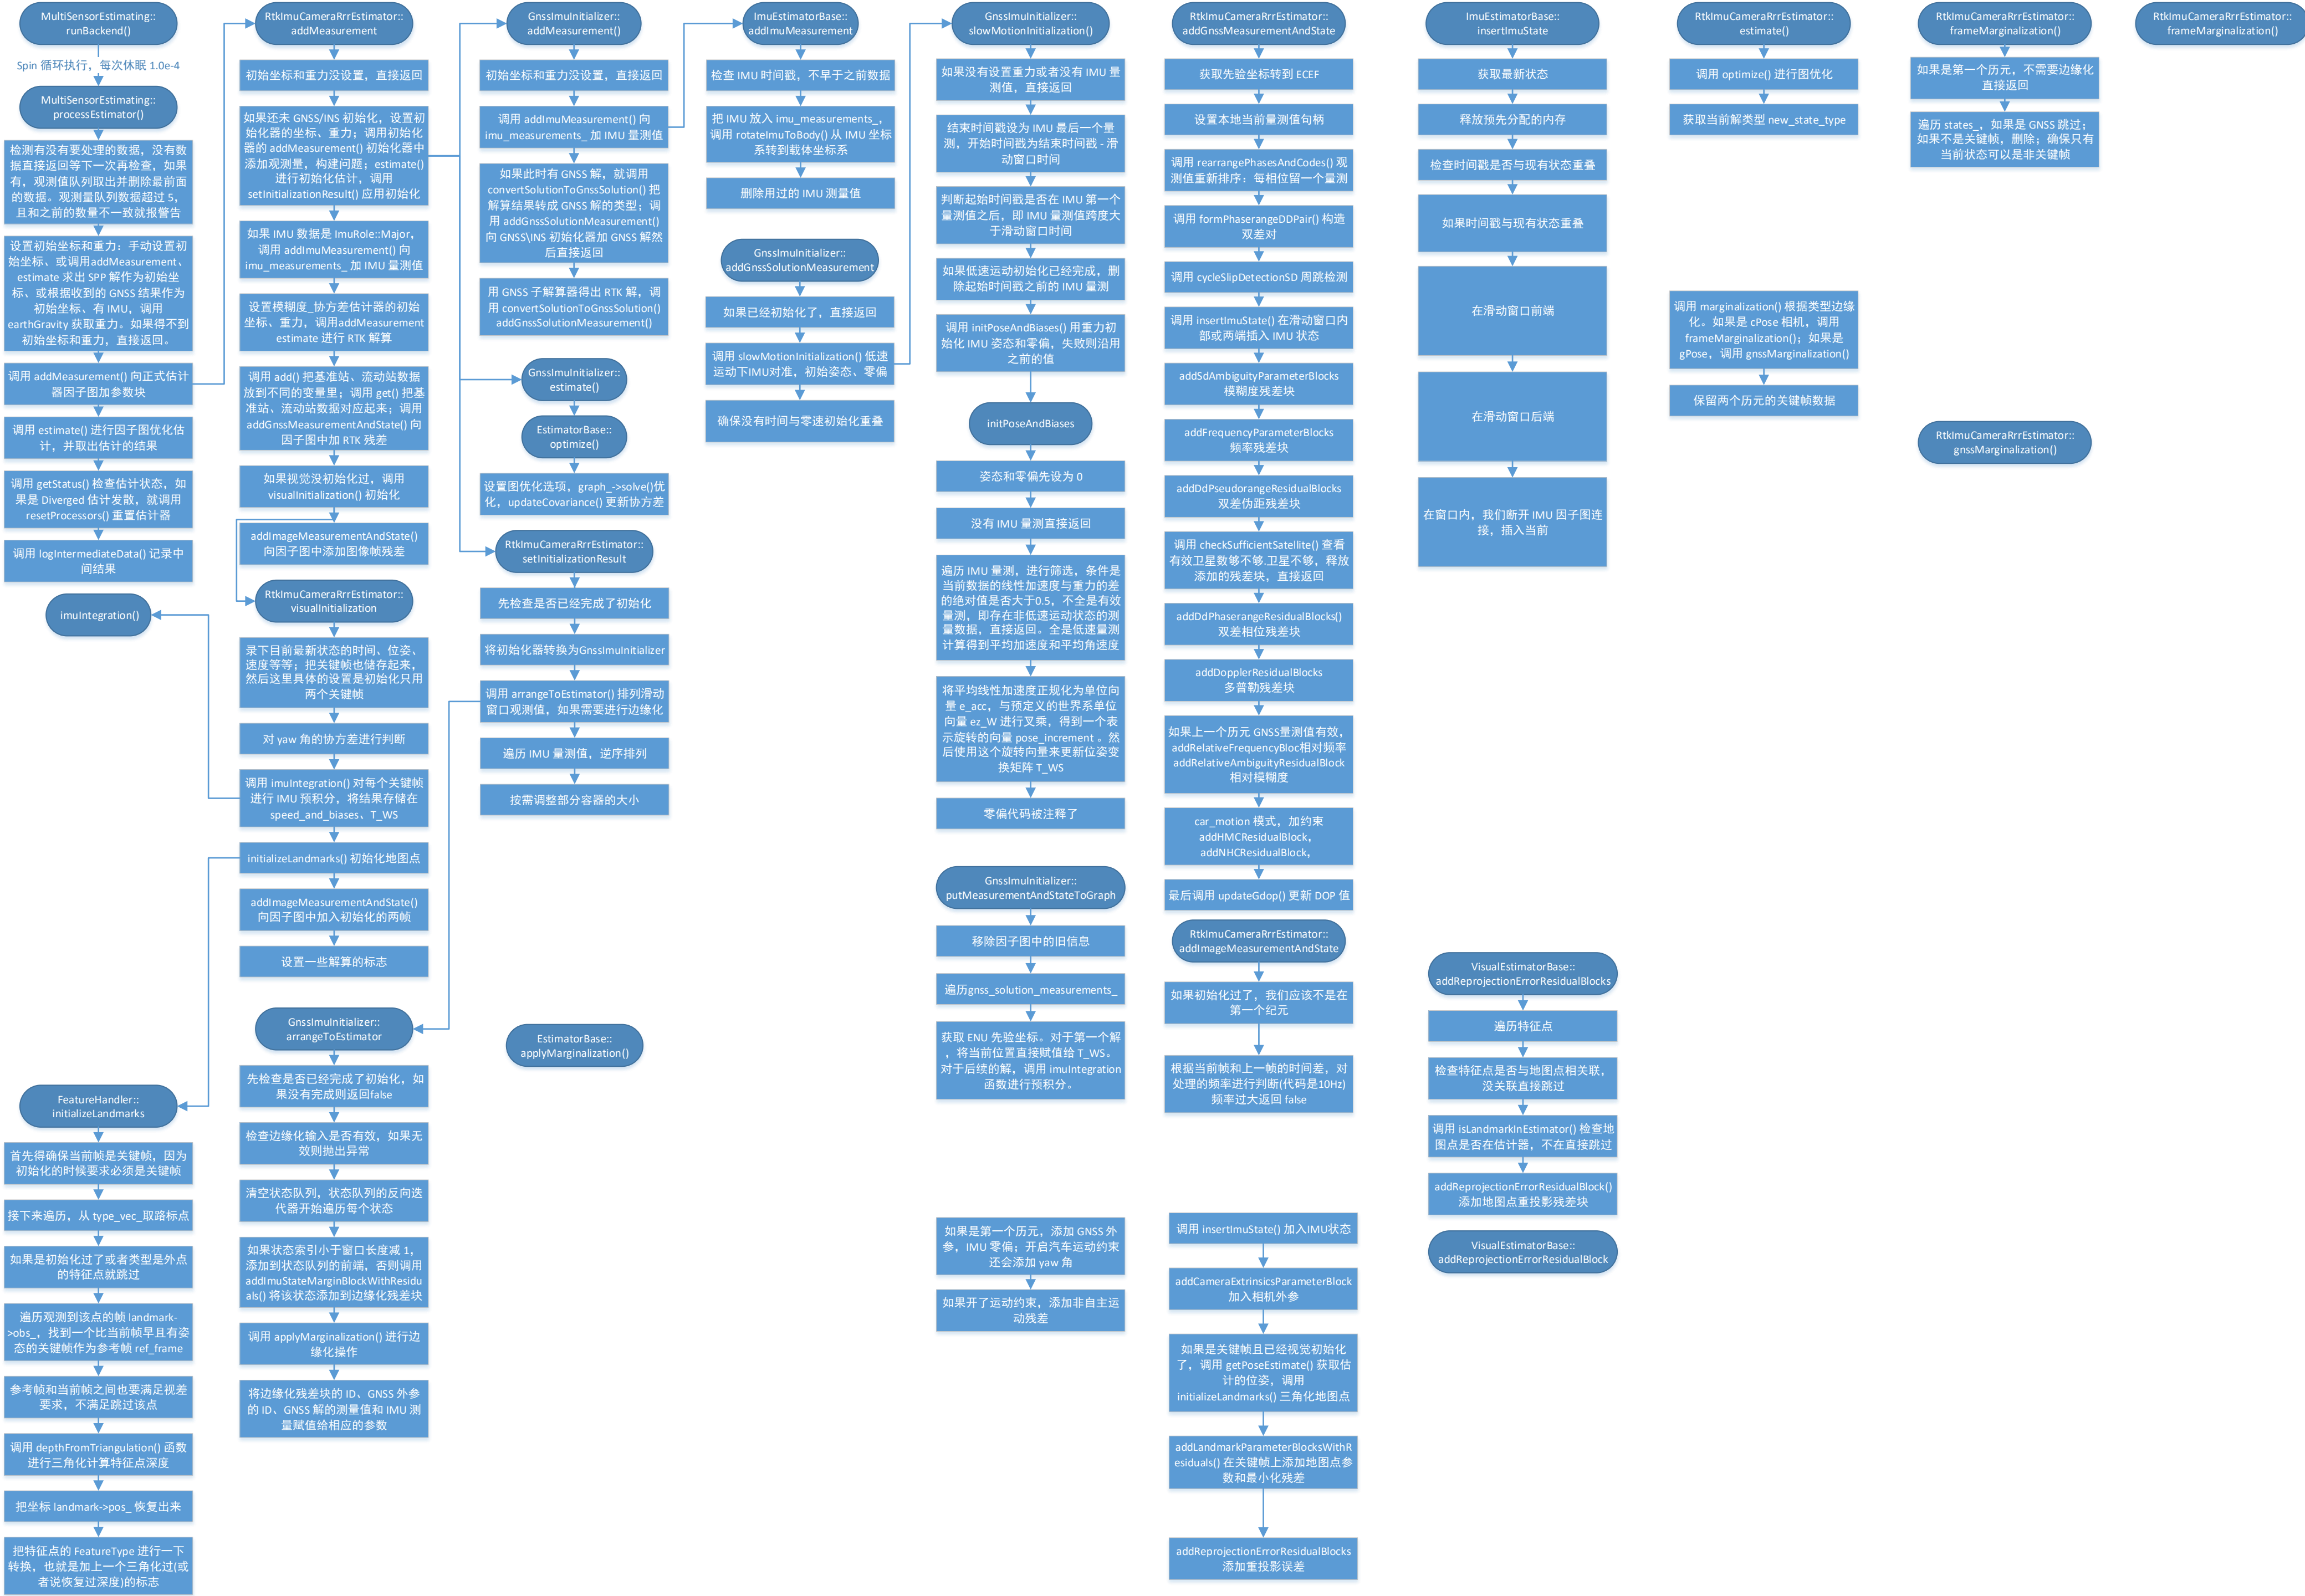 MultiSensorEstimating::
runBackend()
Spin 循环执行，每次休眠 1.0e-4
MultiSensorEstimating::
processEstimator()
检测有没有要处理的数据，没有数
据直接返回等下一次再检查，如果
有，观测值队列取出并删除最前面
的数据。观测量队列数据超过 5，
且和之前的数量不一致就报警告
设置初始坐标和重力：手动设置初
始坐标、或调用addMeasurement、
estimate 求出 SPP 解作为初始坐
标、或根据收到的 GNSS 结果作为
初始坐标、有 IMU，调用
earthGravity 获取重力。如果得不到
初始坐标和重力，直接返回。
调用 addMeasurement() 向正式估计
器因子图加参数块
调用 estimate() 进行因子图优化估
计，并取出估计的结果
调用 getStatus() 检查估计状态，如
果是 Diverged 估计发散，就调用
resetProcessors() 重置估计器
调用 logIntermediateData() 记录中
间结果
imuIntegration()
FeatureHandler::
initializeLandmarks
首先得确保当前帧是关键帧，因为
初始化的时候要求必须是关键帧
接下来遍历，从 type_vec_取路标点
如果是初始化过了或者类型是外点
的特征点就跳过
遍历观测到该点的帧 landmark-
>obs_，找到一个比当前帧早且有姿
态的关键帧作为参考帧 ref_frame
参考帧和当前帧之间也要满足视差
要求，不满足跳过该点
调用 depthFromTriangulation() 函数
进行三角化计算特征点深度
把坐标 landmark->pos_ 恢复出来
把特征点的 FeatureType 进行一下
转换，也就是加上一个三角化过(或
者说恢复过深度)的标志
RtkImuCameraRrrEstimator::
addMeasurement
初始坐标和重力没设置，直接返回
如果还未 GNSS/INS 初始化，设置初
始化器的坐标、重力；调用初始化
器的 addMeasurement() 初始化器中
添加观测量，构建问题；estimate()
进行初始化估计，调用
setInitializationResult() 应用初始化
如果 IMU 数据是 ImuRole::Major，
调用 addImuMeasurement() 向
imu_measurements_ 加 IMU 量测值
设置模糊度_协方差估计器的初始
坐标、重力，调用addMeasurement
estimate 进行 RTK 解算
调用 add() 把基准站、流动站数据
放到不同的变量里；调用 get() 把基
准站、流动站数据对应起来；调用
addGnssMeasurementAndState() 向
因子图中加 RTK 残差
如果视觉没初始化过，调用
visualInitialization() 初始化
addImageMeasurementAndState()
向因子图中添加图像帧残差
RtkImuCameraRrrEstimator::
visualInitialization
录下目前最新状态的时间、位姿、
速度等等；把关键帧也储存起来，
然后这里具体的设置是初始化只用
两个关键帧
对 yaw 角的协方差进行判断
调用 imuIntegration() 对每个关键帧
进行 IMU 预积分，将结果存储在
speed_and_biases、T_WS
initializeLandmarks() 初始化地图点
addImageMeasurementAndState()
向因子图中加入初始化的两帧
设置一些解算的标志
GnssImuInitializer::
arrangeToEstimator
先检查是否已经完成了初始化，如
果没有完成则返回false
检查边缘化输入是否有效，如果无
效则抛出异常
清空状态队列，状态队列的反向迭
代器开始遍历每个状态
如果状态索引小于窗口长度减 1，
添加到状态队列的前端，否则调用
addImuStateMarginBlockWithResidu
als() 将该状态添加到边缘化残差块
调用 applyMarginalization() 进行边
缘化操作
将边缘化残差块的 ID、GNSS 外参
的 ID、GNSS 解的测量值和 IMU 测
量赋值给相应的参数
GnssImuInitializer::
addMeasurement()
初始坐标和重力没设置，直接返回
调用 addImuMeasurement() 向
imu_measurements_ 加 IMU 量测值
如果此时有 GNSS 解，就调用
convertSolutionToGnssSolution() 把
解算结果转成 GNSS 解的类型；调
用 addGnssSolutionMeasurement()
向 GNSS\INS 初始化器加 GNSS 解然
后直接返回
用 GNSS 子解算器得出 RTK 解，调
用 convertSolutionToGnssSolution()
addGnssSolutionMeasurement()
GnssImuInitializer::
estimate()
EstimatorBase::
optimize()
设置图优化选项，graph_->solve()优
化，updateCovariance() 更新协方差
RtkImuCameraRrrEstimator::
setInitializationResult
先检查是否已经完成了初始化
将初始化器转换为GnssImuInitializer
调用 arrangeToEstimator() 排列滑动
窗口观测值，如果需要进行边缘化
遍历 IMU 量测值，逆序排列
按需调整部分容器的大小
EstimatorBase::
applyMarginalization()
ImuEstimatorBase::
addImuMeasurement
检查 IMU 时间戳，不早于之前数据
把 IMU 放入 imu_measurements_，
调用 rotateImuToBody() 从 IMU 坐标
系转到载体坐标系
删除用过的 IMU 测量值
GnssImuInitializer::
addGnssSolutionMeasurement
如果已经初始化了，直接返回
调用 slowMotionInitialization() 低速
运动下IMU对准，初始姿态、零偏
确保没有时间与零速初始化重叠
GnssImuInitializer::
slowMotionInitialization()
如果没有设置重力或者没有 IMU 量
测值，直接返回
结束时间戳设为 IMU 最后一个量
测，开始时间戳为结束时间戳 - 滑
动窗口时间
判断起始时间戳是否在 IMU 第一个
量测值之后，即 IMU 量测值跨度大
于滑动窗口时间
如果低速运动初始化已经完成，删
除起始时间戳之前的 IMU 量测
调用 initPoseAndBiases() 用重力初
始化 IMU 姿态和零偏，失败则沿用
之前的值
initPoseAndBiases
姿态和零偏先设为 0
没有 IMU 量测直接返回
遍历 IMU 量测，进行筛选，条件是
当前数据的线性加速度与重力的差
的绝对值是否大于0.5，不全是有效
量测，即存在非低速运动状态的测
量数据，直接返回。全是低速量测
计算得到平均加速度和平均角速度
将平均线性加速度正规化为单位向
量 e_acc，与预定义的世界系单位
向量 ez_W 进行叉乘，得到一个表
示旋转的向量 pose_increment 。然
后使用这个旋转向量来更新位姿变
换矩阵 T_WS
零偏代码被注释了
GnssImuInitializer::
putMeasurementAndStateToGraph
移除因子图中的旧信息
遍历gnss_solution_measurements_
获取 ENU 先验坐标。对于第一个解
，将当前位置直接赋值给 T_WS。
对于后续的解，调用 imuIntegration
函数进行预积分。
如果是第一个历元，添加 GNSS 外
参，IMU 零偏；开启汽车运动约束
还会添加 yaw 角
如果开了运动约束，添加非自主运
动残差
RtkImuCameraRrrEstimator::
addGnssMeasurementAndState
获取先验坐标转到 ECEF
设置本地当前量测值句柄
调用 rearrangePhasesAndCodes() 观
测值重新排序：每相位留一个量测
调用 formPhaserangeDDPair() 构造
双差对
调用 cycleSlipDetectionSD 周跳检测
调用 insertImuState() 在滑动窗口内
部或两端插入 IMU 状态
addSdAmbiguityParameterBlocks
模糊度残差块
addFrequencyParameterBlocks
频率残差块
addDdPseudorangeResidualBlocks
双差伪距残差块
调用 checkSufficientSatellite() 查看
有效卫星数够不够.卫星不够，释放
添加的残差块，直接返回
addDdPhaserangeResidualBlocks()
双差相位残差块
addDopplerResidualBlocks
多普勒残差块
如果上一个历元 GNSS量测值有效，
addRelativeFrequencyBloc相对频率
addRelativeAmbiguityResidualBlock
相对模糊度
car_motion 模式，加约束
addHMCResidualBlock，
addNHCResidualBlock，
最后调用 updateGdop() 更新 DOP 值
RtkImuCameraRrrEstimator::
addImageMeasurementAndState
如果初始化过了，我们应该不是在
第一个纪元
根据当前帧和上一帧的时间差，对
处理的频率进行判断(代码是10Hz)
频率过大返回 false
调用 insertImuState() 加入IMU状态
addCameraExtrinsicsParameterBlock
加入相机外参
如果是关键帧且已经视觉初始化
了，调用 getPoseEstimate() 获取估
计的位姿，调用
initializeLandmarks() 三角化地图点
addLandmarkParameterBlocksWithR
esiduals() 在关键帧上添加地图点参
数和最小化残差
addReprojectionErrorResidualBlocks
添加重投影误差
ImuEstimatorBase::
insertImuState
获取最新状态
释放预先分配的内存
检查时间戳是否与现有状态重叠
如果时间戳与现有状态重叠
在滑动窗口前端
在滑动窗口后端
在窗口内，我们断开 IMU 因子图连
接，插入当前
VisualEstimatorBase::
addReprojectionErrorResidualBlocks
遍历特征点
检查特征点是否与地图点相关联，
没关联直接跳过
调用 isLandmarkInEstimator() 检查地
图点是否在估计器，不在直接跳过
addReprojectionErrorResidualBlock()
添加地图点重投影残差块
VisualEstimatorBase::
addReprojectionErrorResidualBlock
RtkImuCameraRrrEstimator::
estimate()
调用 optimize() 进行图优化
获取当前解类型 new_state_type
调用 marginalization() 根据类型边缘
化。如果是 cPose 相机，调用
frameMarginalization()；如果是
gPose，调用 gnssMarginalization()
保留两个历元的关键帧数据
RtkImuCameraRrrEstimator::
frameMarginalization()
如果是第一个历元，不需要边缘化
直接返回
遍历 states_，如果是 GNSS 跳过；
如果不是关键帧，删除；确保只有
当前状态可以是非关键帧
RtkImuCameraRrrEstimator::
gnssMarginalization()
RtkImuCameraRrrEstimator::
frameMarginalization()